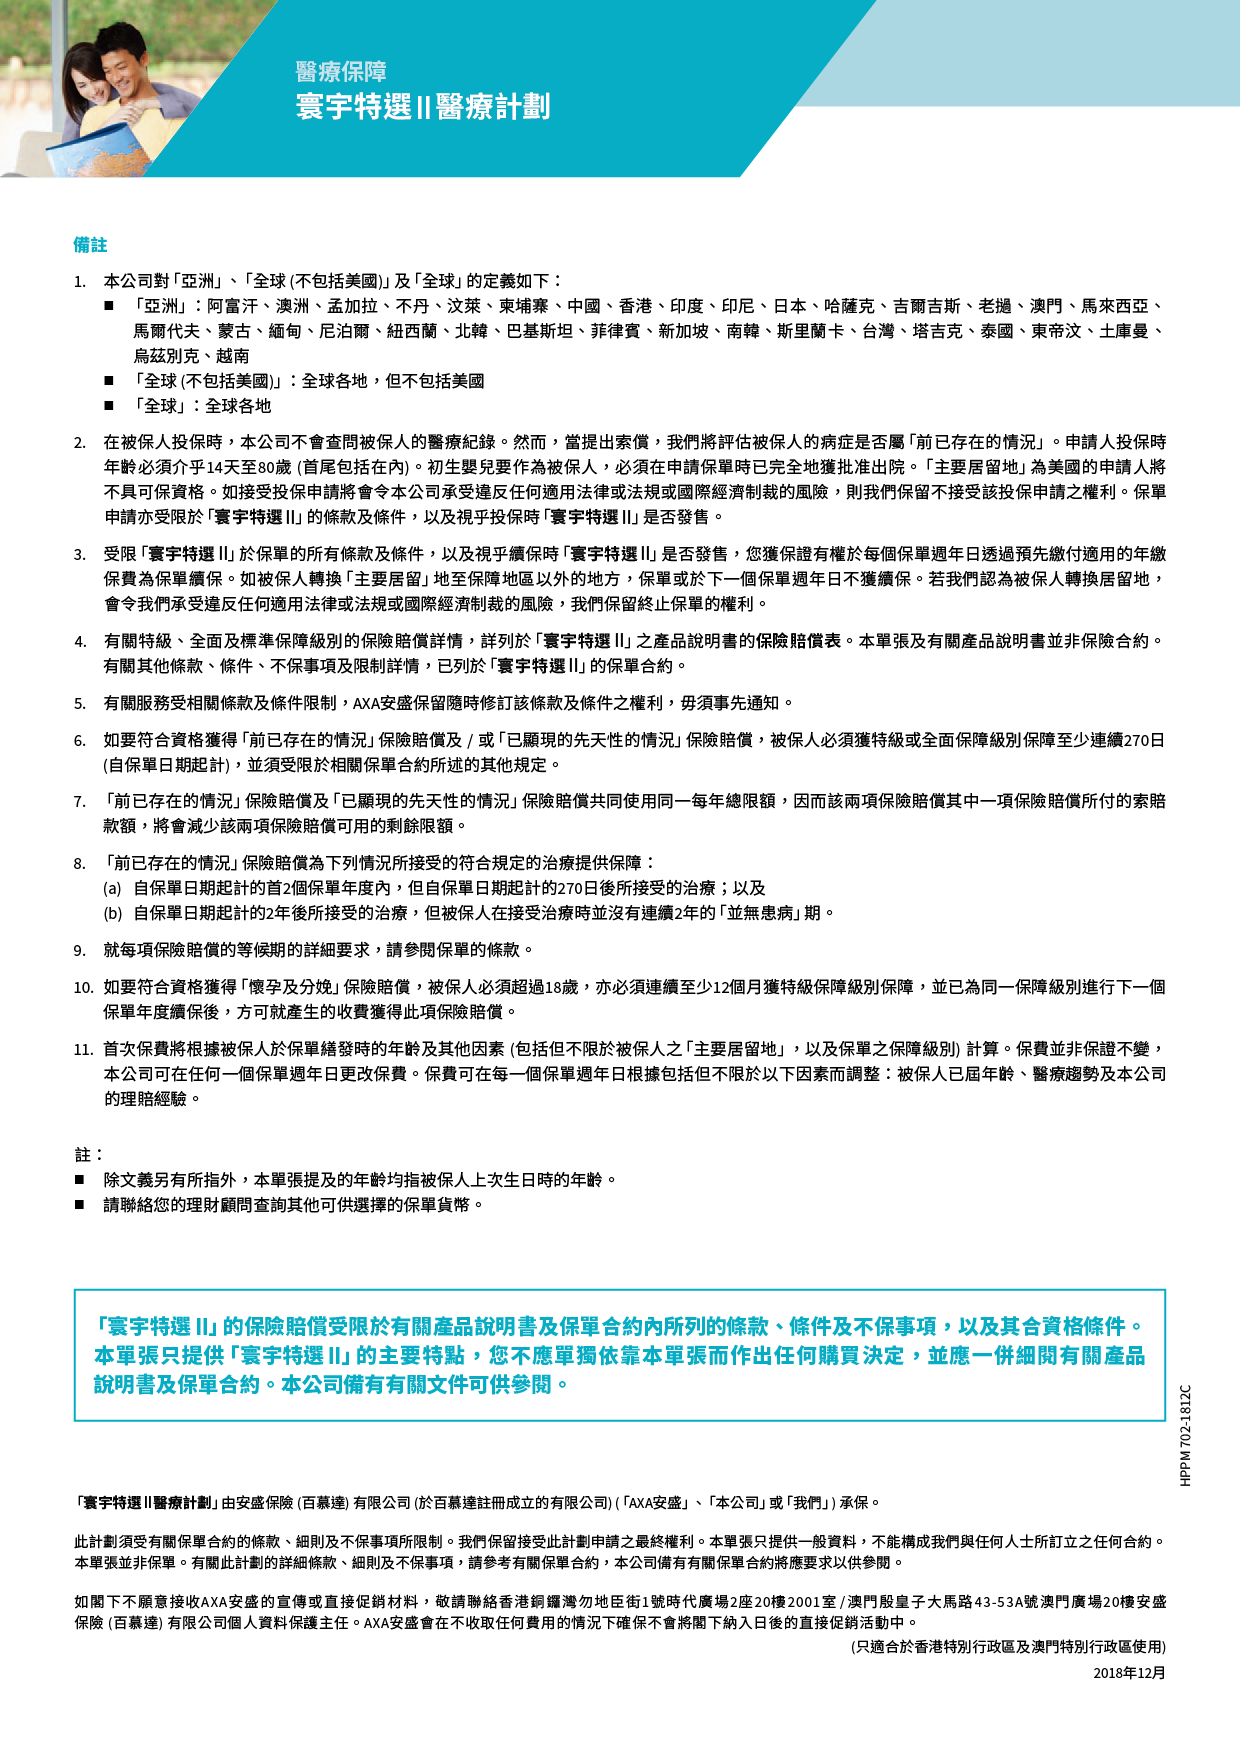 醫療保障
寰宇特選II醫療計劃
備註
1. 本公司對「亞洲」、「全球 (不包括美國)」及「全球」的定義如下：
■ 「亞洲」：阿富汗、澳洲、孟加拉、不丹、汶萊、柬埔寨、中國、香港、印度、印尼、日本、哈薩克、吉爾吉斯、老撾、澳門、馬來西亞、
馬爾代夫、蒙古、緬甸、尼泊爾、紐西蘭、北韓、巴基斯坦、菲律賓、新加坡、南韓、斯里蘭卡、台灣、塔吉克、泰國、東帝汶、土庫曼、
烏茲別克、越南
■ 「全球 (不包括美國)」：全球各地，但不包括美國
■ 「全球」：全球各地
2. 在被保人投保時，本公司不會查問被保人的醫療紀錄。然而，當提出索償，我們將評估被保人的病症是否屬「前已存在的情況」。申請人投保時
年齡必須介乎14天至80歲 (首尾包括在內)。初生嬰兒要作為被保人，必須在申請保單時已完全地獲批准出院。「主要居留地」為美國的申請人將
不具可保資格。如接受投保申請將會令本公司承受違反任何適用法律或法規或國際經濟制裁的風險，則我們保留不接受該投保申請之權利。保單
申請亦受限於「寰宇特選II」的條款及條件，以及視乎投保時「寰宇特選II」是否發售。
3. 受限「寰宇特選II」於保單的所有條款及條件，以及視乎續保時「寰宇特選II」是否發售，您獲保證有權於每個保單週年日透過預先繳付適用的年繳
保費為保單續保。如被保人轉換「主要居留」地至保障地區以外的地方，保單或於下一個保單週年日不獲續保。若我們認為被保人轉換居留地，
會令我們承受違反任何適用法律或法規或國際經濟制裁的風險，我們保留終止保單的權利。
4. 有關特級、全面及標準保障級別的保險賠償詳情，詳列於「寰宇特選II」之產品說明書的保險賠償表。本單張及有關產品說明書並非保險合約。
有關其他條款、條件、不保事項及限制詳情，已列於「寰宇特選II」的保單合約。
5. 有關服務受相關條款及條件限制，AXA安盛保留隨時修訂該條款及條件之權利，毋須事先通知。
6. 如要符合資格獲得「前已存在的情況」保險賠償及 / 或「已顯現的先天性的情況」保險賠償，被保人必須獲特級或全面保障級別保障至少連續270日
(自保單日期起計)，並須受限於相關保單合約所述的其他規定。
7. 「前已存在的情況」保險賠償及「已顯現的先天性的情況」保險賠償共同使用同一每年總限額，因而該兩項保險賠償其中一項保險賠償所付的索賠
款額，將會減少該兩項保險賠償可用的剩餘限額。
8. 「前已存在的情況」保險賠償為下列情況所接受的符合規定的治療提供保障：
(a) 自保單日期起計的首2個保單年度內，但自保單日期起計的270日後所接受的治療；以及
(b) 自保單日期起計的2年後所接受的治療，但被保人在接受治療時並沒有連續2年的「並無患病」期。
9. 就每項保險賠償的等候期的詳細要求，請參閱保單的條款。
10. 如要符合資格獲得「懷孕及分娩」保險賠償，被保人必須超過18歲，亦必須連續至少12個月獲特級保障級別保障，並已為同一保障級別進行下一個
保單年度續保後，方可就產生的收費獲得此項保險賠償。
11. 首次保費將根據被保人於保單繕發時的年齡及其他因素 (包括但不限於被保人之「主要居留地」，以及保單之保障級別) 計算。保費並非保證不變，
本公司可在任何一個保單週年日更改保費。保費可在每一個保單週年日根據包括但不限於以下因素而調整：被保人已屆年齡、醫療趨勢及本公司
的理賠經驗。
註：
■ 除文義另有所指外，本單張提及的年齡均指被保人上次生日時的年齡。
■ 請聯絡您的理財顧問查詢其他可供選擇的保單貨幣。
「寰宇特選II」的保險賠償受限於有關產品說明書及保單合約內所列的條款、條件及不保事項，以及其合資格條件。
本單張只提供「寰宇特選II」的主要特點，您不應單獨依靠本單張而作出任何購買決定，並應一併細閱有關產品
說明書及保單合約。本公司備有有關文件可供參閱。
HPPM 702-1812C
「寰宇特選II醫療計劃」由安盛保險 (百慕達) 有限公司 (於百慕達註冊成立的有限公司) (「AXA安盛」、「本公司」或「我們」) 承保。
此計劃須受有關保單合約的條款、細則及不保事項所限制。我們保留接受此計劃申請之最終權利。本單張只提供一般資料，不能構成我們與任何人士所訂立之任何合約。
本單張並非保單。有關此計劃的詳細條款、細則及不保事項，請參考有關保單合約，本公司備有有關保單合約將應要求以供參閱。
如閣下不願意接收AXA安盛的宣傳或直接促銷材料，敬請聯絡香港銅鑼灣勿地臣街1號時代廣場2座20樓2001室 / 澳門殷皇子大馬路43-53A號澳門廣場20樓安盛
保險 (百慕達) 有限公司個人資料保護主任。AXA安盛會在不收取任何費用的情況下確保不會將閣下納入日後的直接促銷活動中。
(只適合於香港特別行政區及澳門特別行政區使用)
2018年12月